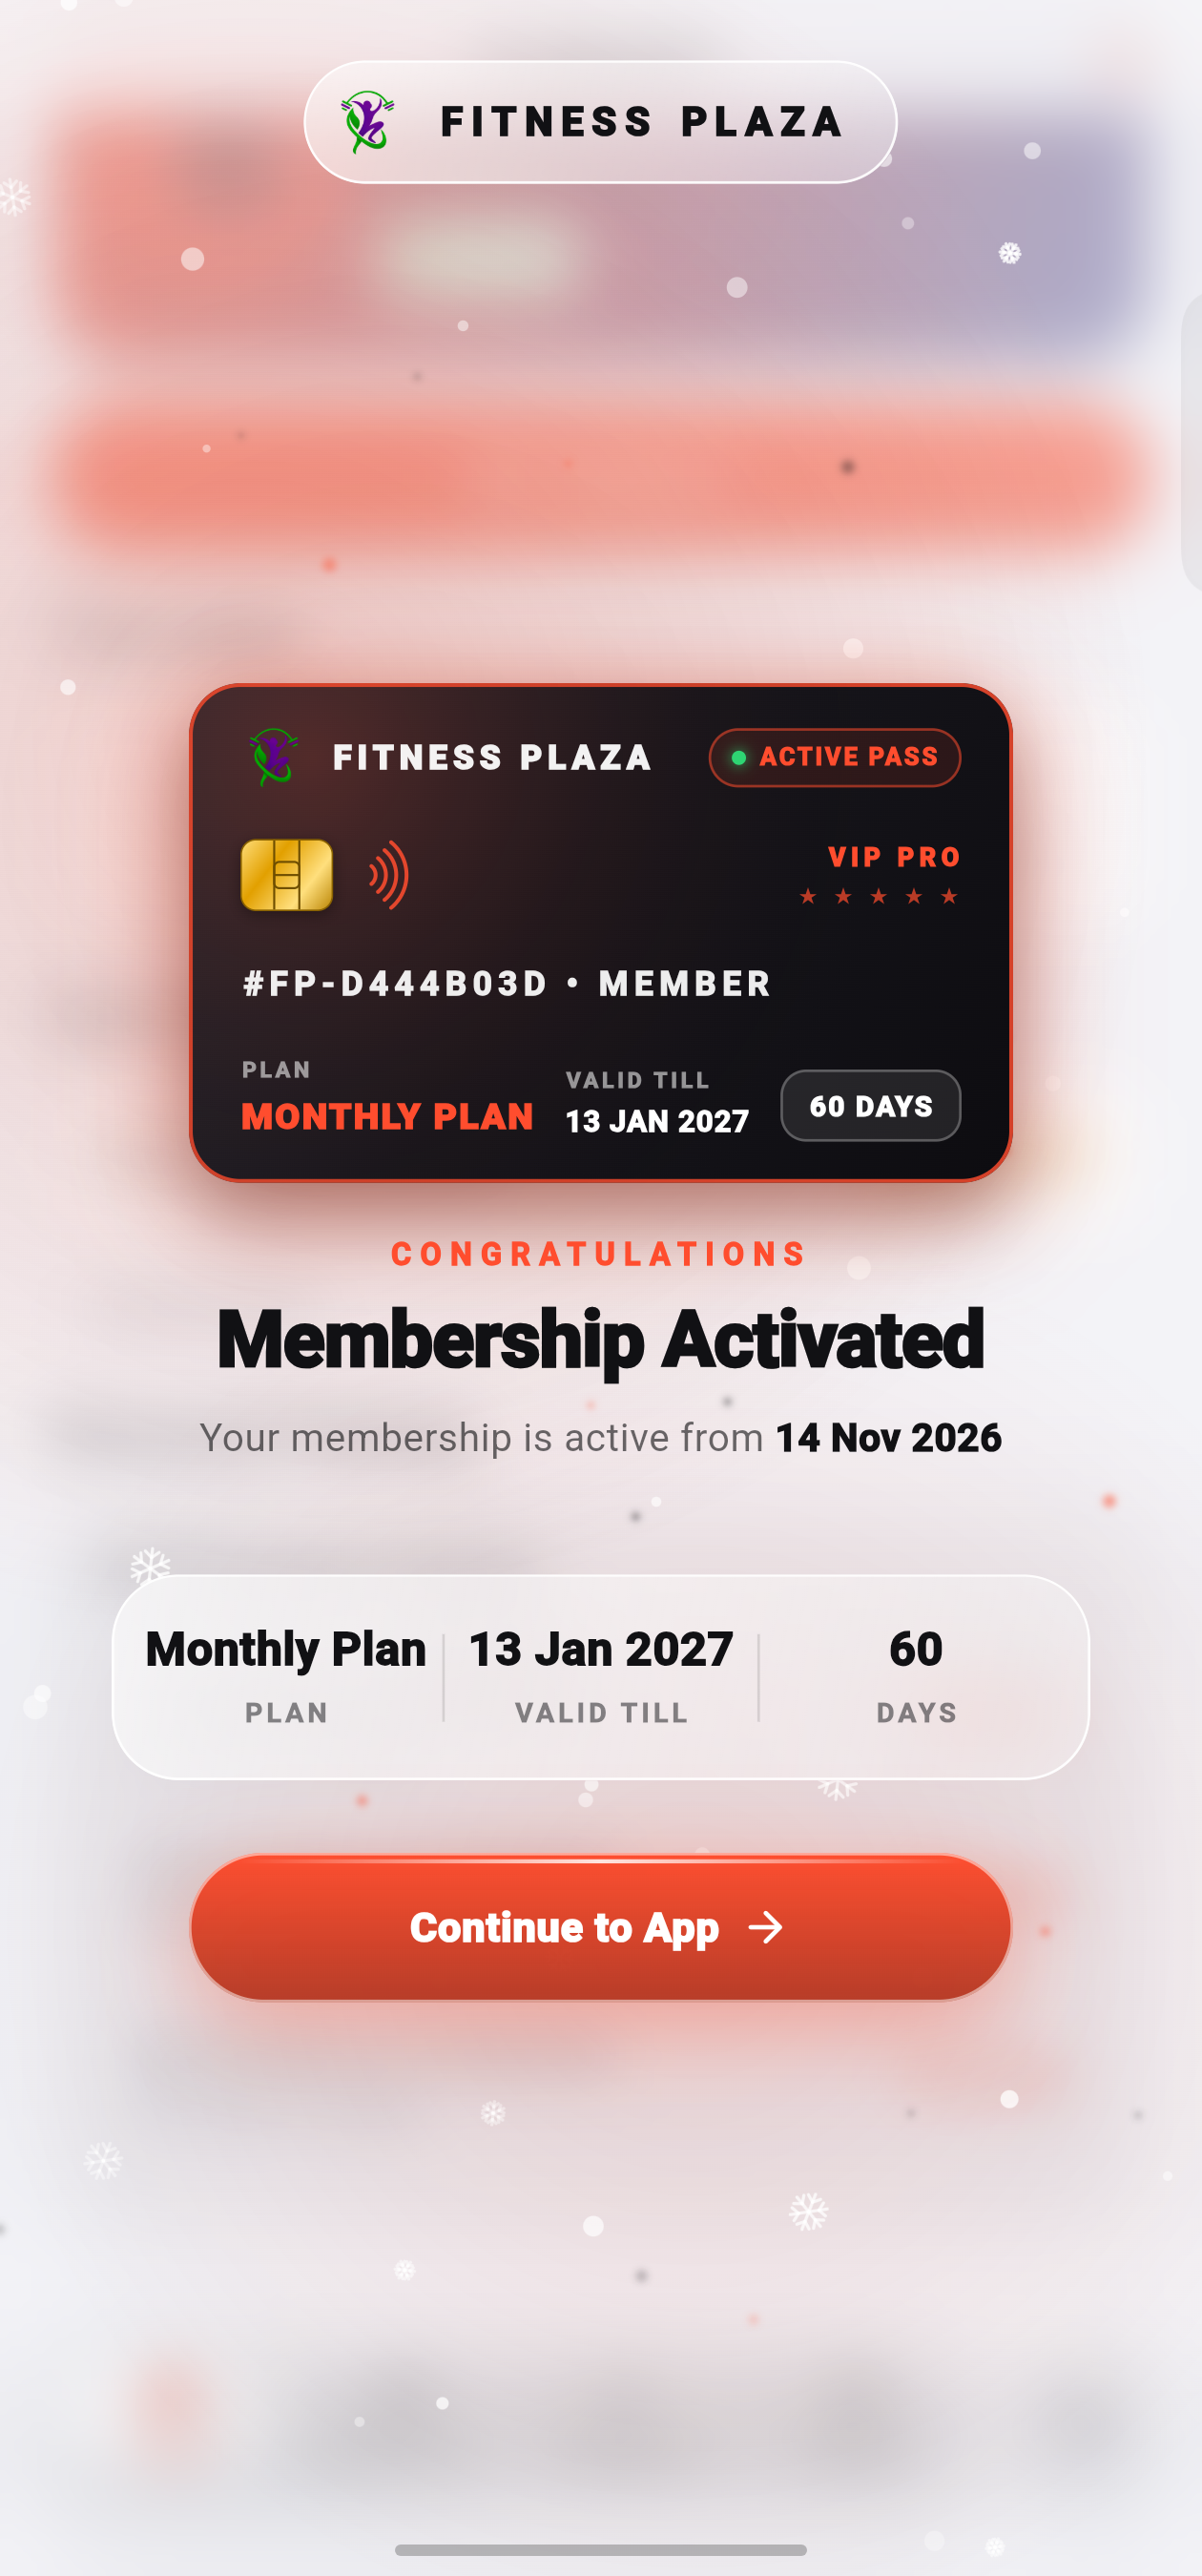 FITNESS PLAZA
FITNESS PLAZA
ACTIVE PASS
VIP PRO
★ ★ ★ ★ ★
#FP-D444B03D • MEMBER
PLAN
MONTHLY PLAN
VALID TILL
13 JAN 2027
60 DAYS
CONGRATULATIONS
Membership Activated
Your membership is active from 14 Nov 2026
Monthly Plan
PLAN
13 Jan 2027
VALID TILL
60
DAYS
Continue to App →